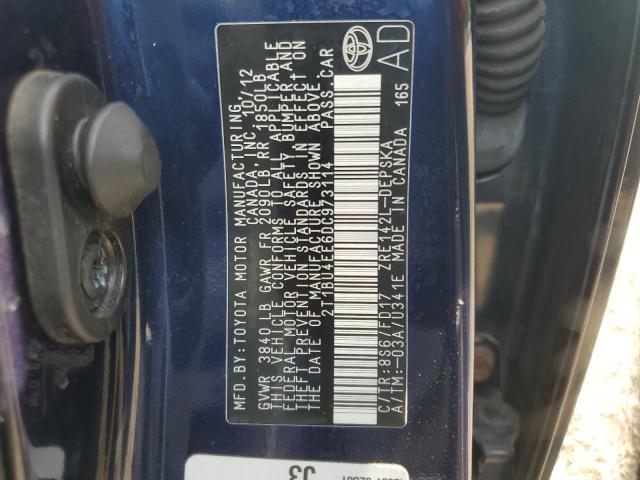 MFD.BY:TOYOTA MOTOR MANUFACTURING
CANADA, INC. 10/12
GVWR 3840 LB GAWR FR 2090LB RR 1850LB
THIS VEHICLE CONFORMS TO ALL APPLICABLE
FEDERAL MOTOR VEHICLE SAFETY, BUMPER, AND
THEFT PREVENTION STANDARDS IN EFFECT ON
THE DATE OF MANUFACTURE SHOWN ABOVE.
2T1BU4EE6DC973114 PASS.CAR
C/TR:8S6/FD17 ZRE142L-DEPSKA
A/TM:-03A/U341E MADE IN CANADA 165
AD
J3